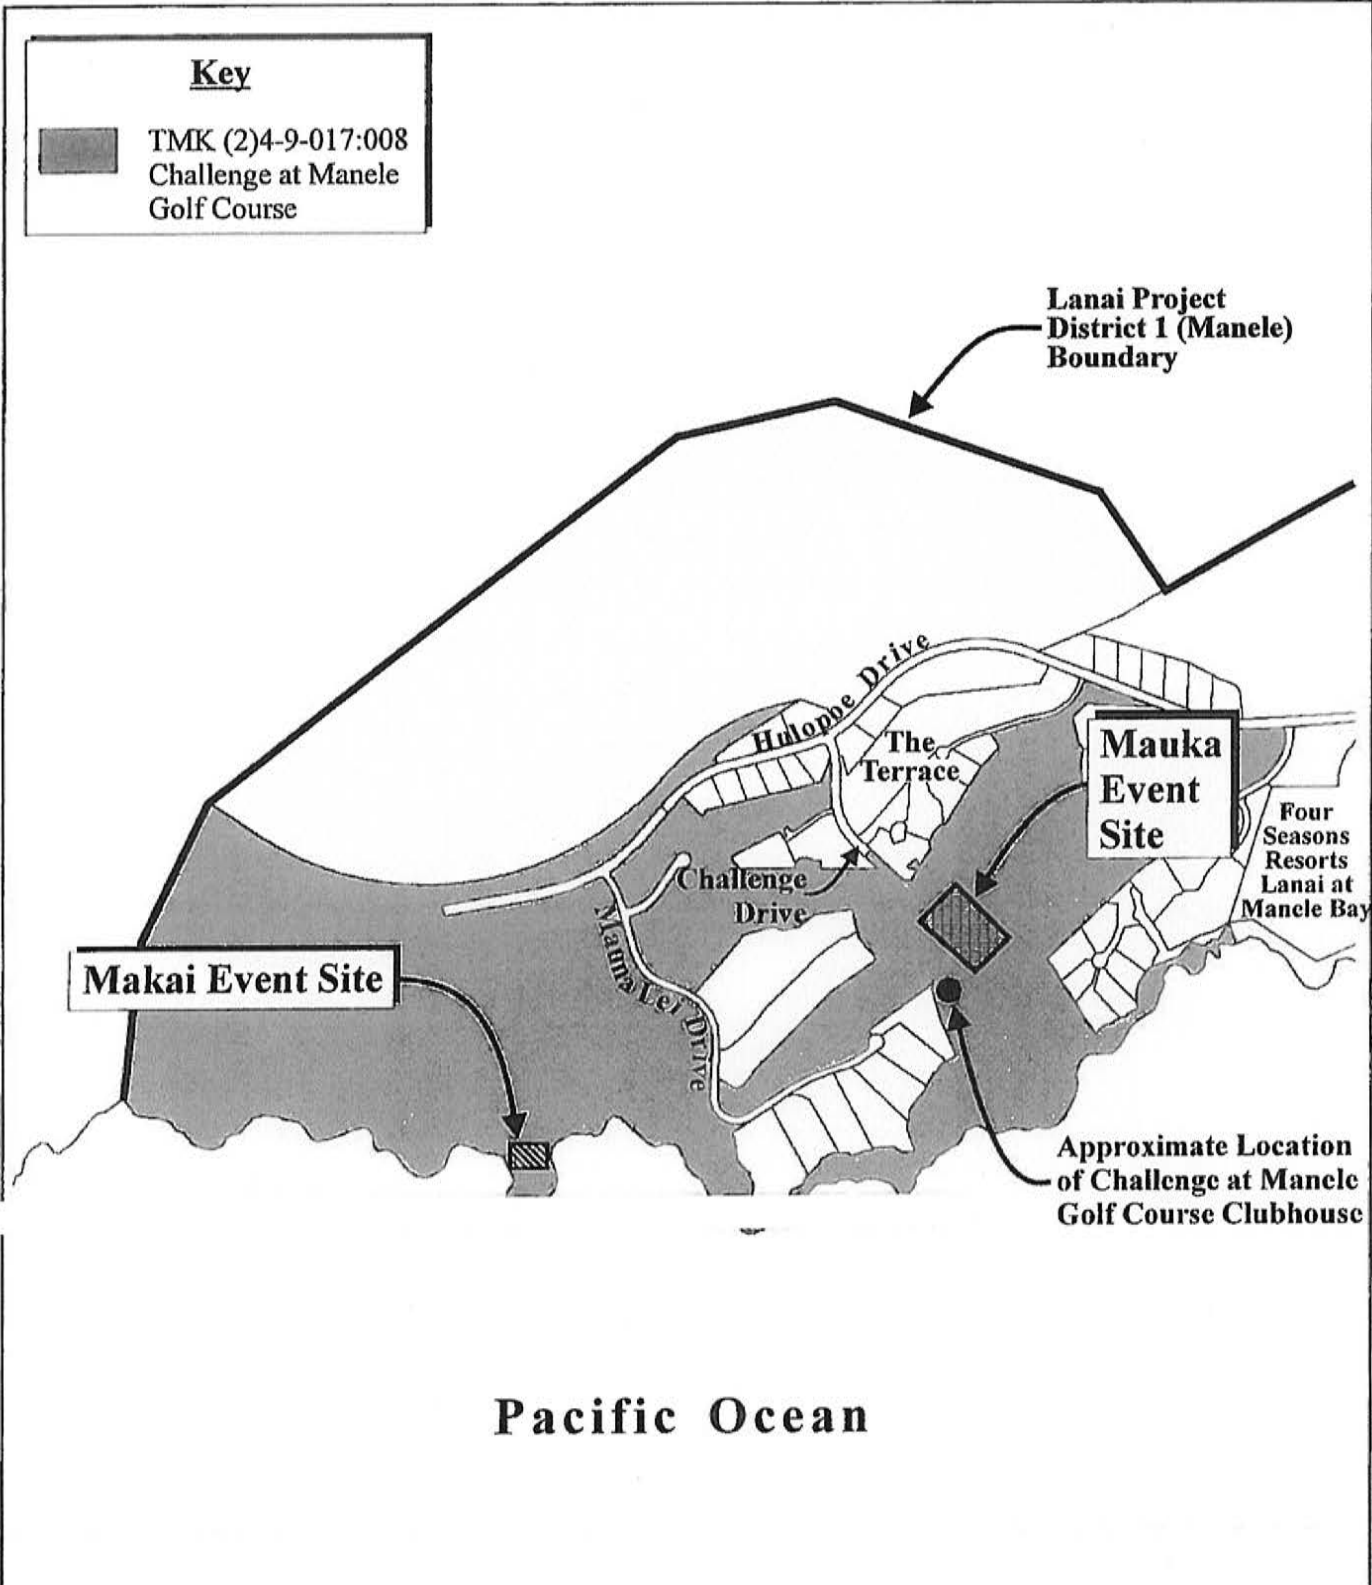 Key
TMK (2)4-9-017:008
Challenge at Manele
Golf Course
Lanai Project
District 1 (Manele)
Boundary
Hulopoe Drive
The
Terrace
Mauka
Event
Site
Four
Seasons
Resorts
Lanai at
Manele Bay
Challenge
Drive
Mauna Lei Drive
Makai Event Site
Approximate Location
of Challenge at Manele
Golf Course Clubhouse
Pacific Ocean